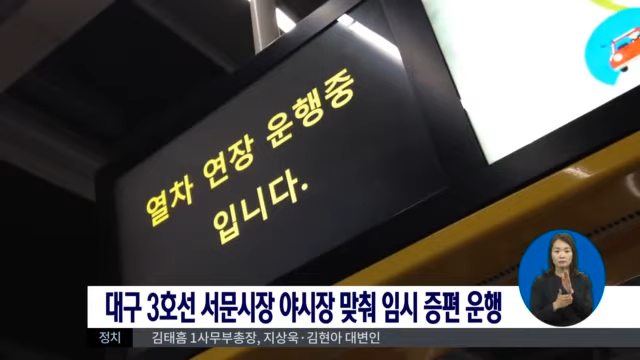 열차 연장 운행중
입니다.
대구 3호선 서문시장 야시장 맞춰 임시 증편 운행
정치 김태흠 1사무부총장, 지상욱·김현아 대변인